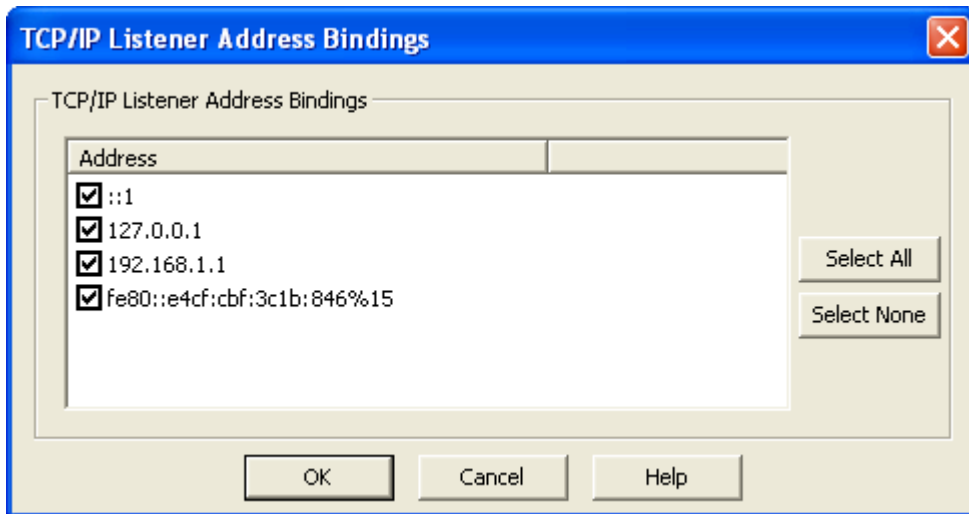 TCP/IP Listener Address Bindings
TCP/IP Listener Address Bindings
Address
::1
127.0.0.1
192.168.1.1
fe80::e4cf:cbf:3c1b:846%15
Select All
Select None
OK Cancel Help